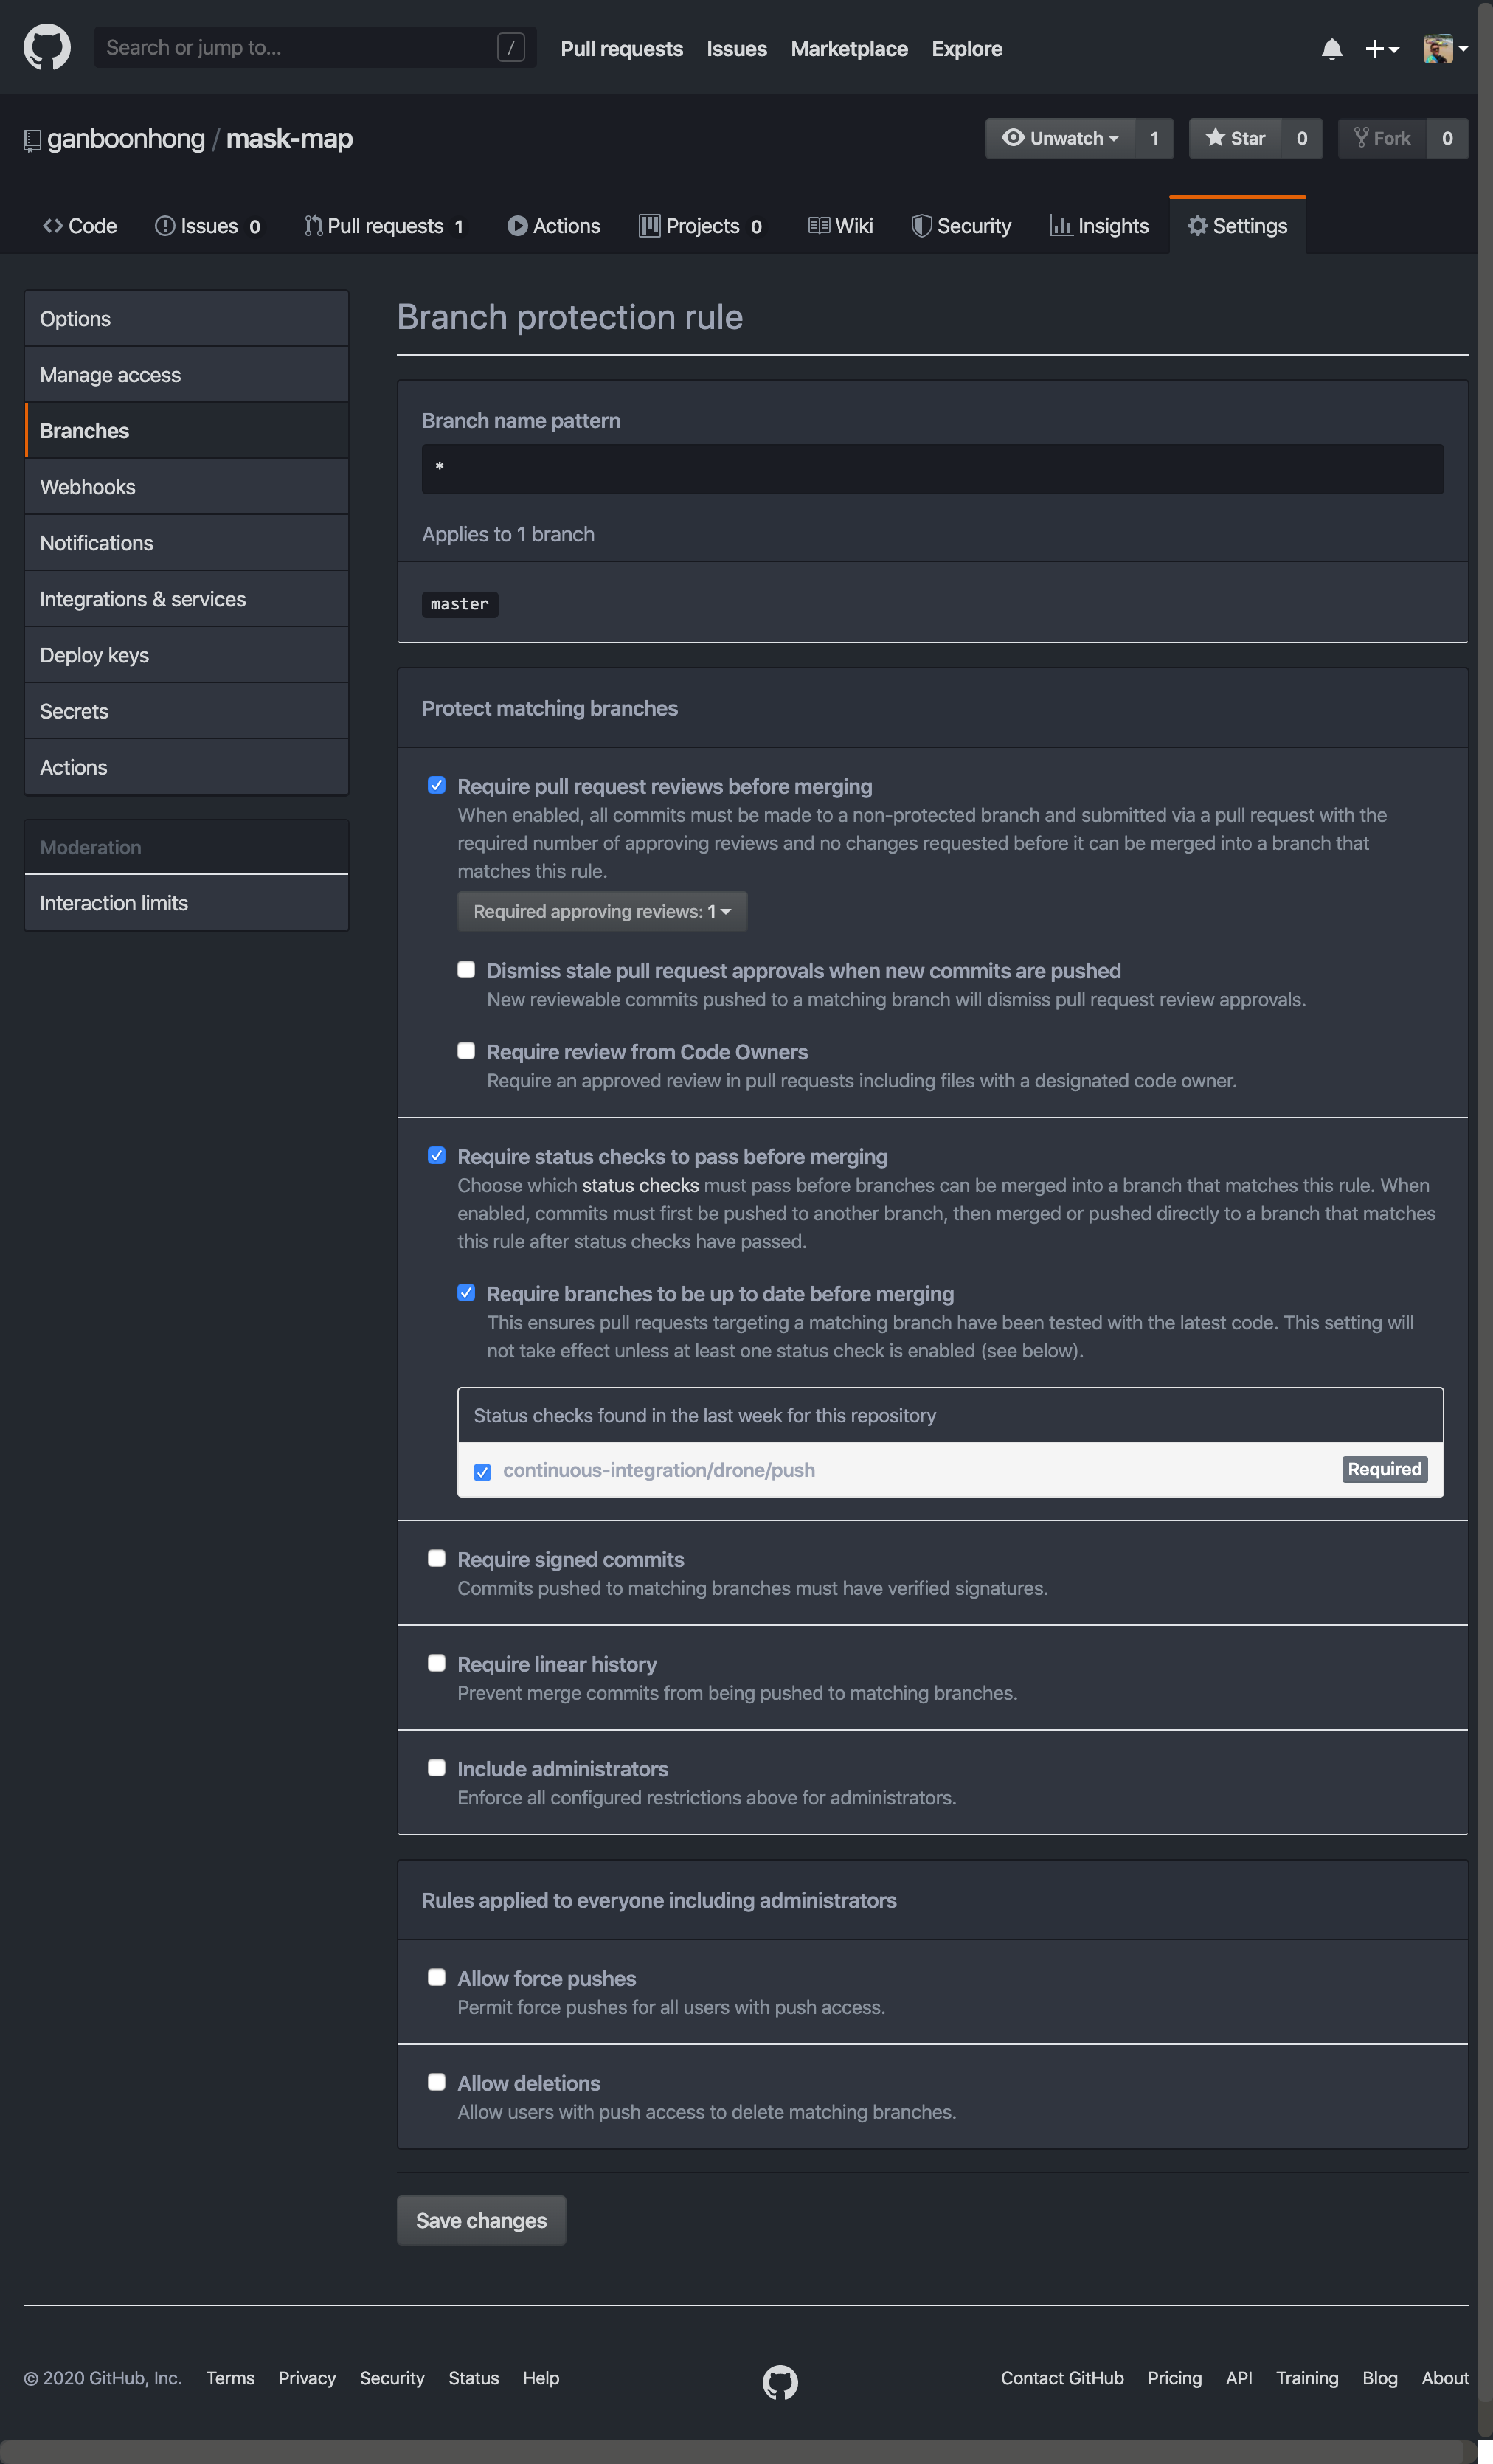 Search or jump to... /
Pull requests Issues Marketplace Explore
ganboonhong / mask-map
Unwatch 1 Star 0 Fork 0
Code Issues 0 Pull requests 1 Actions Projects 0 Wiki Security Insights Settings
Options
Manage access
Branches
Webhooks
Notifications
Integrations & services
Deploy keys
Secrets
Actions
Moderation
Interaction limits
Branch protection rule
Branch name pattern
*
Applies to 1 branch
master
Protect matching branches
Require pull request reviews before merging
When enabled, all commits must be made to a non-protected branch and submitted via a pull request with the
required number of approving reviews and no changes requested before it can be merged into a branch that
matches this rule.
Required approving reviews: 1
Dismiss stale pull request approvals when new commits are pushed
New reviewable commits pushed to a matching branch will dismiss pull request review approvals.
Require review from Code Owners
Require an approved review in pull requests including files with a designated code owner.
Require status checks to pass before merging
Choose which status checks must pass before branches can be merged into a branch that matches this rule. When
enabled, commits must first be pushed to another branch, then merged or pushed directly to a branch that matches
this rule after status checks have passed.
Require branches to be up to date before merging
This ensures pull requests targeting a matching branch have been tested with the latest code. This setting will
not take effect unless at least one status check is enabled (see below).
Status checks found in the last week for this repository
continuous-integration/drone/push Required
Require signed commits
Commits pushed to matching branches must have verified signatures.
Require linear history
Prevent merge commits from being pushed to matching branches.
Include administrators
Enforce all configured restrictions above for administrators.
Rules applied to everyone including administrators
Allow force pushes
Permit force pushes for all users with push access.
Allow deletions
Allow users with push access to delete matching branches.
Save changes
© 2020 GitHub, Inc. Terms Privacy Security Status Help Contact GitHub Pricing API Training Blog About